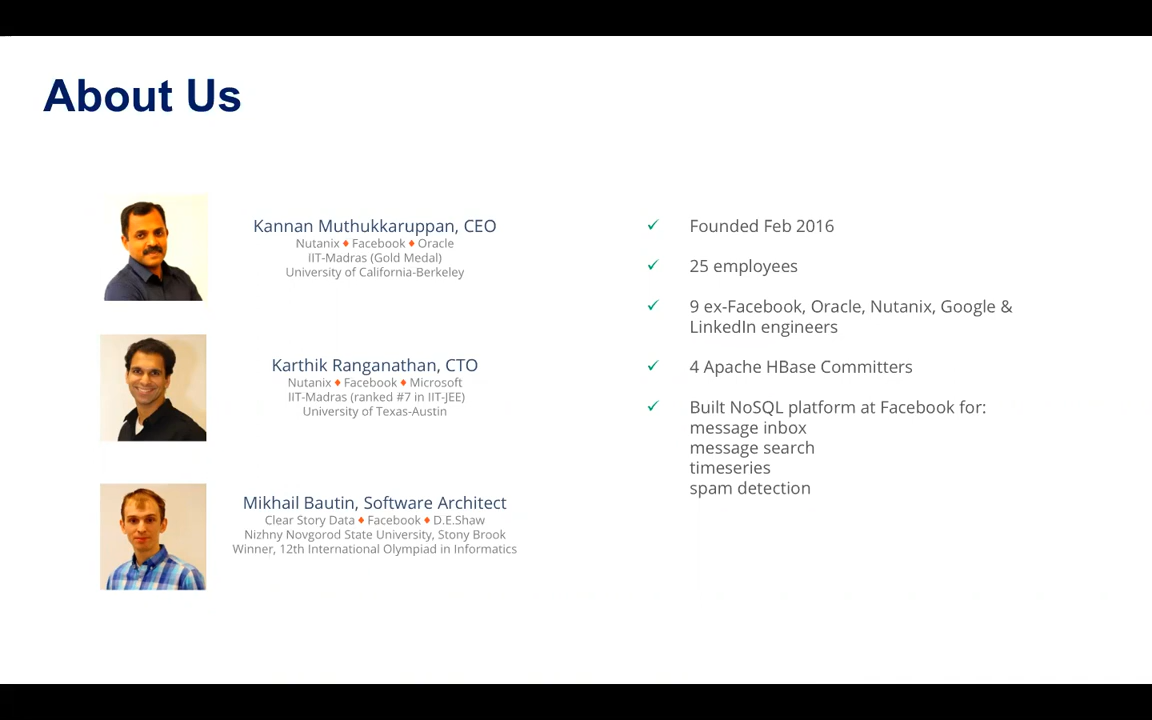 About Us
Kannan Muthukkaruppan, CEO
Nutanix ♦ Facebook ♦ Oracle
IIT-Madras (Gold Medal)
University of California-Berkeley
Karthik Ranganathan, CTO
Nutanix ♦ Facebook ♦ Microsoft
IIT-Madras (ranked #7 in IIT-JEE)
University of Texas-Austin
Mikhail Bautin, Software Architect
Clear Story Data ♦ Facebook ♦ D.E.Shaw
Nizhny Novgorod State University, Stony Brook
Winner, 12th International Olympiad in Informatics
✓ Founded Feb 2016
✓ 25 employees
✓ 9 ex-Facebook, Oracle, Nutanix, Google &
LinkedIn engineers
✓ 4 Apache HBase Committers
✓ Built NoSQL platform at Facebook for:
message inbox
message search
timeseries
spam detection